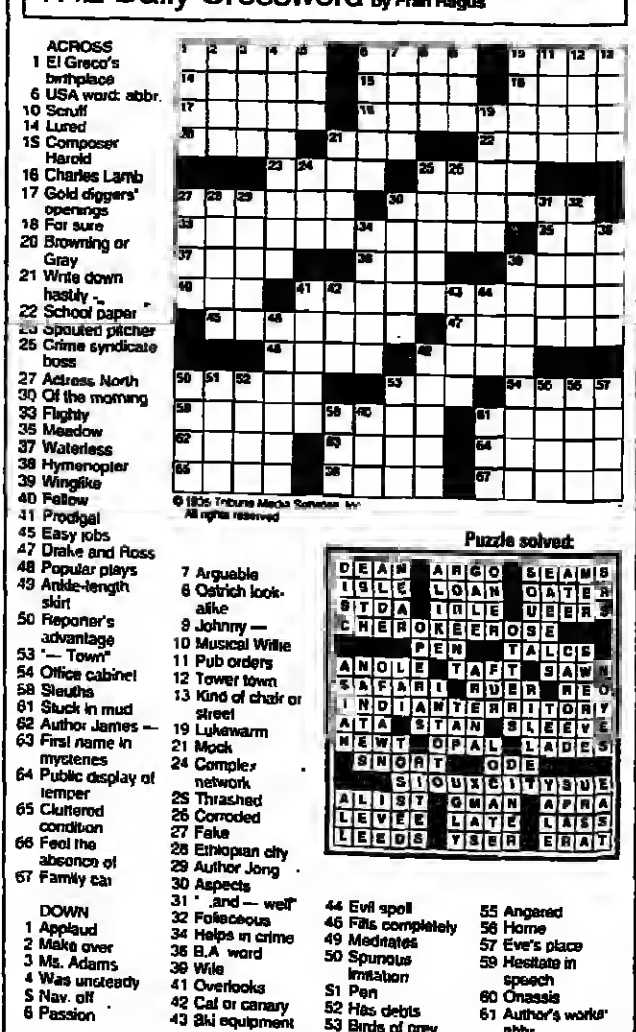 by Fran Ragus
ACROSS
1 El Greco's
birthplace
6 USA word: abbr.
10 Scruff
14 Lured
15 Composer
Harold
16 Charles Lamb
17 Gold diggers'
openings
18 For sure
20 Browning or
Gray
21 Write down
hastily
22 School paper
23 Spouted pitcher
25 Crime syndicate
boss
27 Actress North
30 Of the morning
33 Flighty
35 Meadow
37 Waterless
38 Hymenopter
39 Winglike
40 Fellow
41 Prodigal
45 Easy jobs
47 Drake and Ross
48 Popular plays
49 Ankle-length
skirt
50 Reporter's
advantage
53 "— Town"
54 Office cabinet
58 Sleuths
61 Stuck in mud
62 Author James —
63 First name in
mysteries
64 Public display of
temper
65 Cluttered
condition
66 Feel the
absence of
67 Family car
DOWN
1 Applaud
2 Make over
3 Ms. Adams
4 Was unsteady
5 Nav. off
6 Passion
7 Arguable
8 Ostrich look-
alike
9 Johnny —
10 Musical Willie
11 Pub orders
12 Tower town
13 Kind of chair or
street
19 Lukewarm
21 Mock
24 Complex
network
25 Thrashed
26 Corroded
27 Fake
28 Ethiopian city
29 Author Jong
30 Aspects
31 " .and — well"
32 Foliaceous
34 Helps in crime
36 B.A word
39 Wile
41 Overlooks
42 Cat or canary
43 Ski equipment
44 Evil spell
46 Fills completely
49 Meditates
50 Spurious
imitation
51 Pen
52 Has debts
53 Birds of prey
55 Angered
56 Home
57 Eve's place
59 Hesitate in
speech
60 Onassis
61 Author's works'
© 1995 Tribune Media Services, Inc.
All rights reserved
Puzzle solved:
DEAN ARGO SEAMS
ISLE LOAN OATER
STDA IDLE UEERS
CHEROKEEROSE
PEN TALCS
ANOLE TAFT SAWN
SAFARI RUER REO
INDIANTERRITORY
ATA STAN SLEEVE
NEWT OPAL LADES
SNORT ODE
SIOUXCITYSUE
ALIST GMAN APRA
LEVEE LATE LASS
LEEDS YSER ERAT